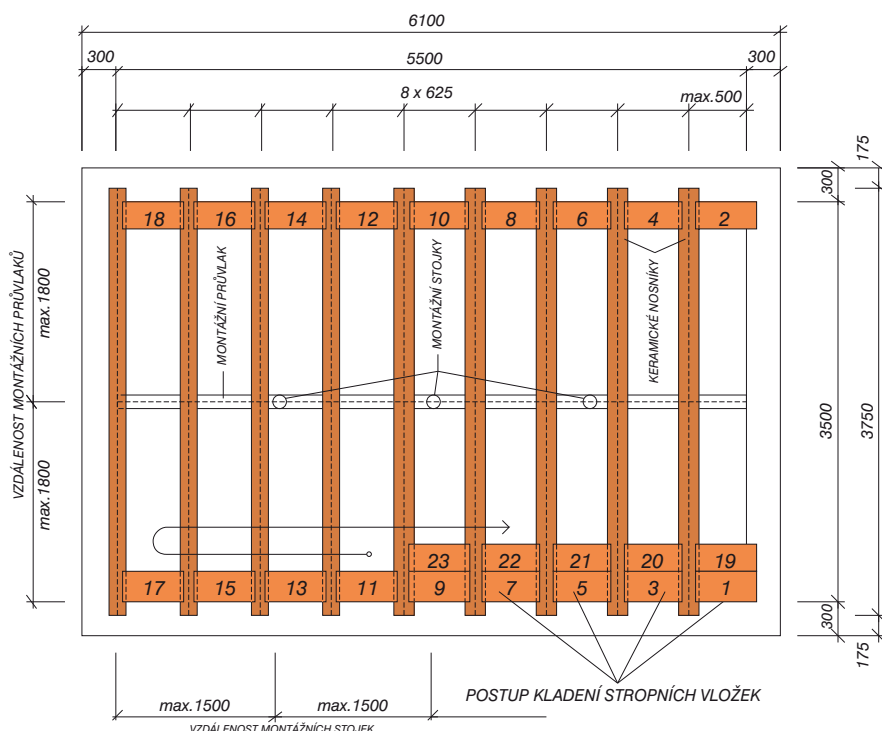 6100
300 5500 300
8 x 625 max.500
175
300
18 16 14 12 10 8 6 4 2
VZDÁLENOST MONTÁŽNÍCH PRŮVLAKŮ
max.1800
max.1800
MONTÁŽNÍ PRŮVLAK
MONTÁŽNÍ STOJKY
KERAMICKÉ NOSNÍKY
3500
3750
23 22 21 20 19
17 15 13 11 9 7 5 3 1
300
175
max.1500 max.1500
POSTUP KLADENÍ STROPNÍCH VLOŽEK
VZDÁLENOST MONTÁŽNÍCH STOJEK